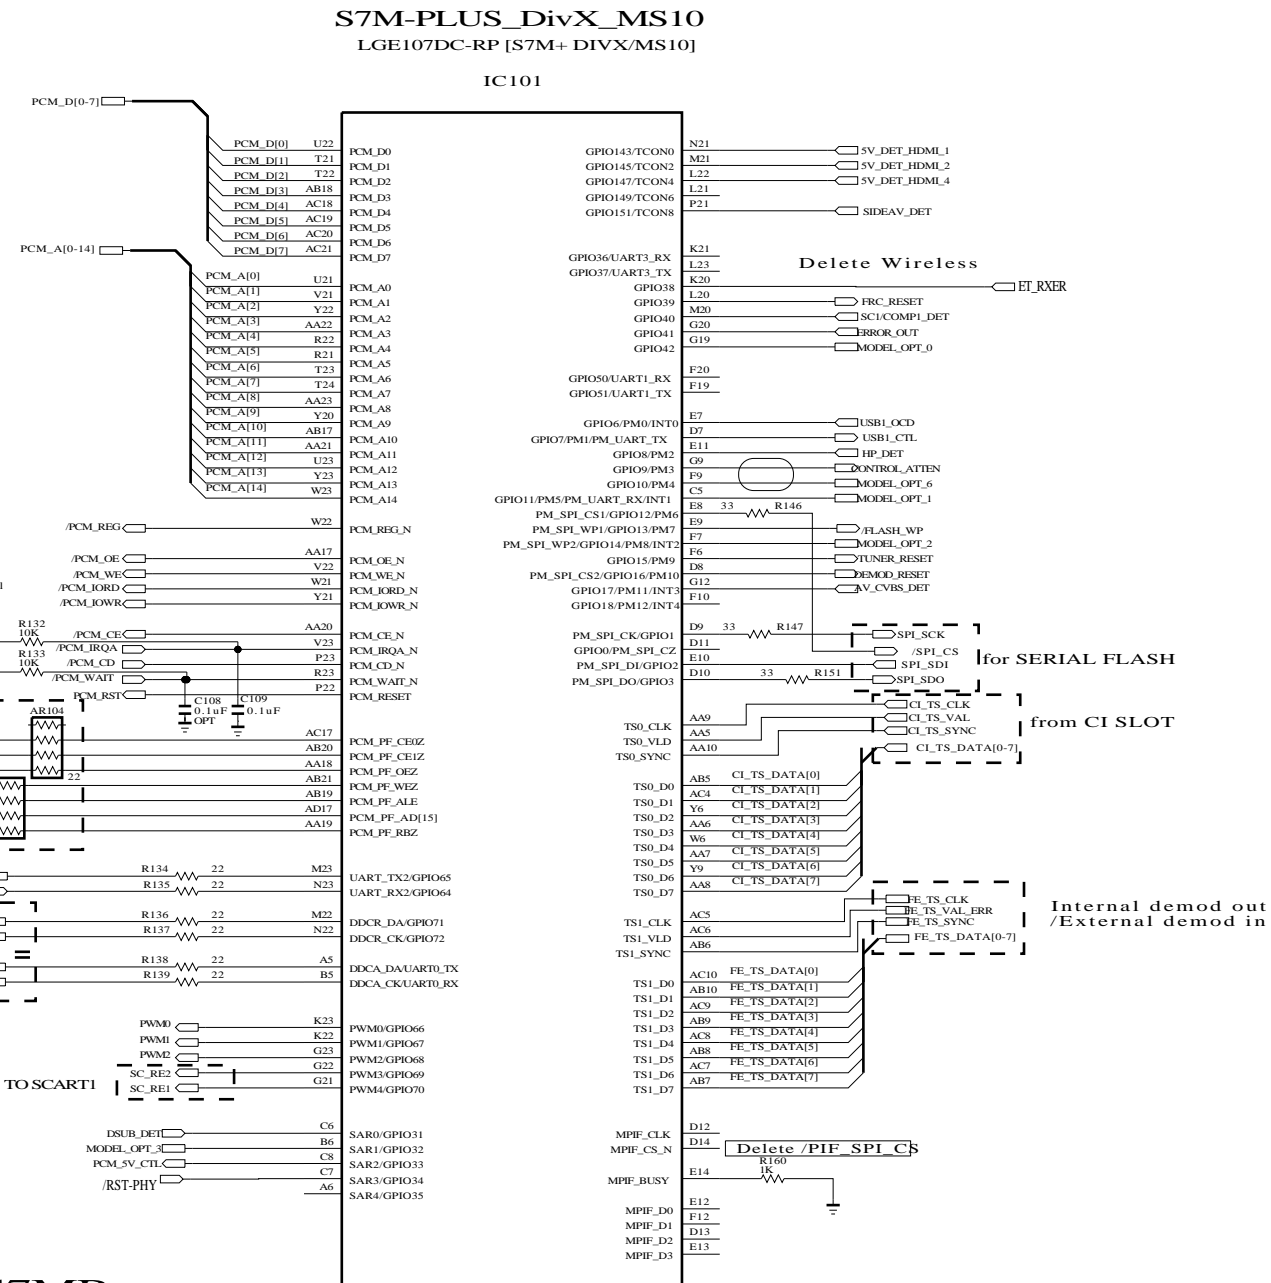 S7M-PLUS_DivX_MS10
LGE107DC-RP [S7M+ DIVX/MS10]
IC101
PCM_D[0-7]
PCM_D[0] U22 PCM_D0
PCM_D[1] T21 PCM_D1
PCM_D[2] T22 PCM_D2
PCM_D[3] AB18 PCM_D3
PCM_D[4] AC18 PCM_D4
PCM_D[5] AC19 PCM_D5
PCM_D[6] AC20 PCM_D6
PCM_D[7] AC21 PCM_D7
PCM_A[0-14]
PCM_A[0] U21 PCM_A0
PCM_A[1] V21 PCM_A1
PCM_A[2] Y22 PCM_A2
PCM_A[3] AA22 PCM_A3
PCM_A[4] R22 PCM_A4
PCM_A[5] R21 PCM_A5
PCM_A[6] T23 PCM_A6
PCM_A[7] T24 PCM_A7
PCM_A[8] AA23 PCM_A8
PCM_A[9] Y20 PCM_A9
PCM_A[10] AB17 PCM_A10
PCM_A[11] AA21 PCM_A11
PCM_A[12] U23 PCM_A12
PCM_A[13] Y23 PCM_A13
PCM_A[14] W23 PCM_A14
/PCM_REG W22 PCM_REG_N
/PCM_OE AA17 PCM_OE_N
/PCM_WE V22 PCM_WE_N
/PCM_IORD W21 PCM_IORD_N
/PCM_IOWR Y21 PCM_IOWR_N
R132
10K
/PCM_CE AA20 PCM_CE_N
/PCM_IRQA V23 PCM_IRQA_N
R133
10K
/PCM_CD P23 PCM_CD_N
/PCM_WAIT R23 PCM_WAIT_N
PCM_RST P22 PCM_RESET
C108
0.1uF
OPT
C109
0.1uF
AR104
22
AC17 PCM_PF_CE0Z
AB20 PCM_PF_CE1Z
AA18 PCM_PF_OEZ
AB21 PCM_PF_WEZ
AB19 PCM_PF_ALE
AD17 PCM_PF_AD[15]
AA19 PCM_PF_RBZ
R134 22 M23 UART_TX2/GPIO65
R135 22 N23 UART_RX2/GPIO64
R136 22 M22 DDCR_DA/GPIO71
R137 22 N22 DDCR_CK/GPIO72
R138 22 A5 DDCA_DA/UART0_TX
R139 22 B5 DDCA_CK/UART0_RX
PWM0 K23 PWM0/GPIO66
PWM1 K22 PWM1/GPIO67
PWM2 G23 PWM2/GPIO68
SC_RE2 G22 PWM3/GPIO69
TO SCART1
SC_RE1 G21 PWM4/GPIO70
DSUB_DET C6 SAR0/GPIO31
MODEL_OPT_3 B6 SAR1/GPIO32
PCM_5V_CTL C8 SAR2/GPIO33
/RST-PHY C7 SAR3/GPIO34
A6 SAR4/GPIO35
GPIO143/TCON0 N21 5V_DET_HDMI_1
GPIO145/TCON2 M21 5V_DET_HDMI_2
GPIO147/TCON4 L22 5V_DET_HDMI_4
GPIO149/TCON6 L21
GPIO151/TCON8 P21 SIDEAV_DET
GPIO36/UART3_RX K21
GPIO37/UART3_TX L23
Delete Wireless
GPIO38 K20 ET_RXER
GPIO39 L20 FRC_RESET
GPIO40 M20 SC1/COMP1_DET
GPIO41 G20 ERROR_OUT
GPIO42 G19 MODEL_OPT_0
GPIO50/UART1_RX F20
GPIO51/UART1_TX F19
GPIO6/PM0/INT0 E7 USB1_OCD
GPIO7/PM1/PM_UART_TX D7 USB1_CTL
GPIO8/PM2 E11 HP_DET
GPIO9/PM3 G9 CONTROL_ATTEN
GPIO10/PM4 F9 MODEL_OPT_6
GPIO11/PM5/PM_UART_RX/INT1 C5 MODEL_OPT_1
PM_SPI_CS1/GPIO12/PM6 E8 33 R146
PM_SPI_WP1/GPIO13/PM7 E9 /FLASH_WP
PM_SPI_WP2/GPIO14/PM8/INT2 F7 MODEL_OPT_2
GPIO15/PM9 F6 TUNER_RESET
PM_SPI_CS2/GPIO16/PM10 D8 DEMOD_RESET
GPIO17/PM11/INT3 G12 AV_CVBS_DET
GPIO18/PM12/INT4 F10
PM_SPI_CK/GPIO1 D9 33 R147 SPI_SCK
GPIO0/PM_SPI_CZ D11 /SPI_CS
for SERIAL FLASH
PM_SPI_DI/GPIO2 E10 SPI_SDI
PM_SPI_DO/GPIO3 D10 33 R151 SPI_SDO
TS0_CLK AA9 CI_TS_CLK
TS0_VLD AA5 CI_TS_VAL
from CI SLOT
TS0_SYNC AA10 CI_TS_SYNC
CI_TS_DATA[0-7]
TS0_D0 AB5 CI_TS_DATA[0]
TS0_D1 AC4 CI_TS_DATA[1]
TS0_D2 Y6 CI_TS_DATA[2]
TS0_D3 AA6 CI_TS_DATA[3]
TS0_D4 W6 CI_TS_DATA[4]
TS0_D5 AA7 CI_TS_DATA[5]
TS0_D6 Y9 CI_TS_DATA[6]
TS0_D7 AA8 CI_TS_DATA[7]
TS1_CLK AC5 FE_TS_CLK
TS1_VLD AC6 FE_TS_VAL_ERR
TS1_SYNC AB6 FE_TS_SYNC
FE_TS_DATA[0-7]
Internal demod out
/External demod in
TS1_D0 AC10 FE_TS_DATA[0]
TS1_D1 AB10 FE_TS_DATA[1]
TS1_D2 AC9 FE_TS_DATA[2]
TS1_D3 AB9 FE_TS_DATA[3]
TS1_D4 AC8 FE_TS_DATA[4]
TS1_D5 AB8 FE_TS_DATA[5]
TS1_D6 AC7 FE_TS_DATA[6]
TS1_D7 AB7 FE_TS_DATA[7]
MPIF_CLK D12
MPIF_CS_N D14 Delete /PIF_SPI_CS
R160
1K
MPIF_BUSY E14
MPIF_D0 E12
MPIF_D1 F12
MPIF_D2 D13
MPIF_D3 E13